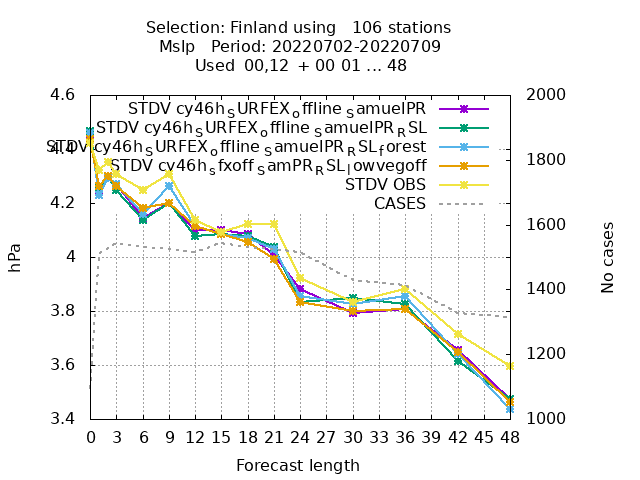 Selection: Finland using   106 stations
Mslp   Period: 20220702-20220709
Used  00,12  + 00 01 ... 48
4.6
4.4
4.2
4
3.8
3.6
3.4
hPa
STDV cy46h_SURFEX_offline_SamuelPR
STDV cy46h_SURFEX_offline_SamuelPR_RSL
STDV cy46h_SURFEX_offline_SamuelPR_RSL_forest
STDV cy46h_sfxoff_SamPR_RSL_lowvegoff
STDV OBS
CASES
2000
1800
1600
1400
1200
1000
No cases
0 3 6 9 12 15 18 21 24 27 30 33 36 39 42 45 48
Forecast length